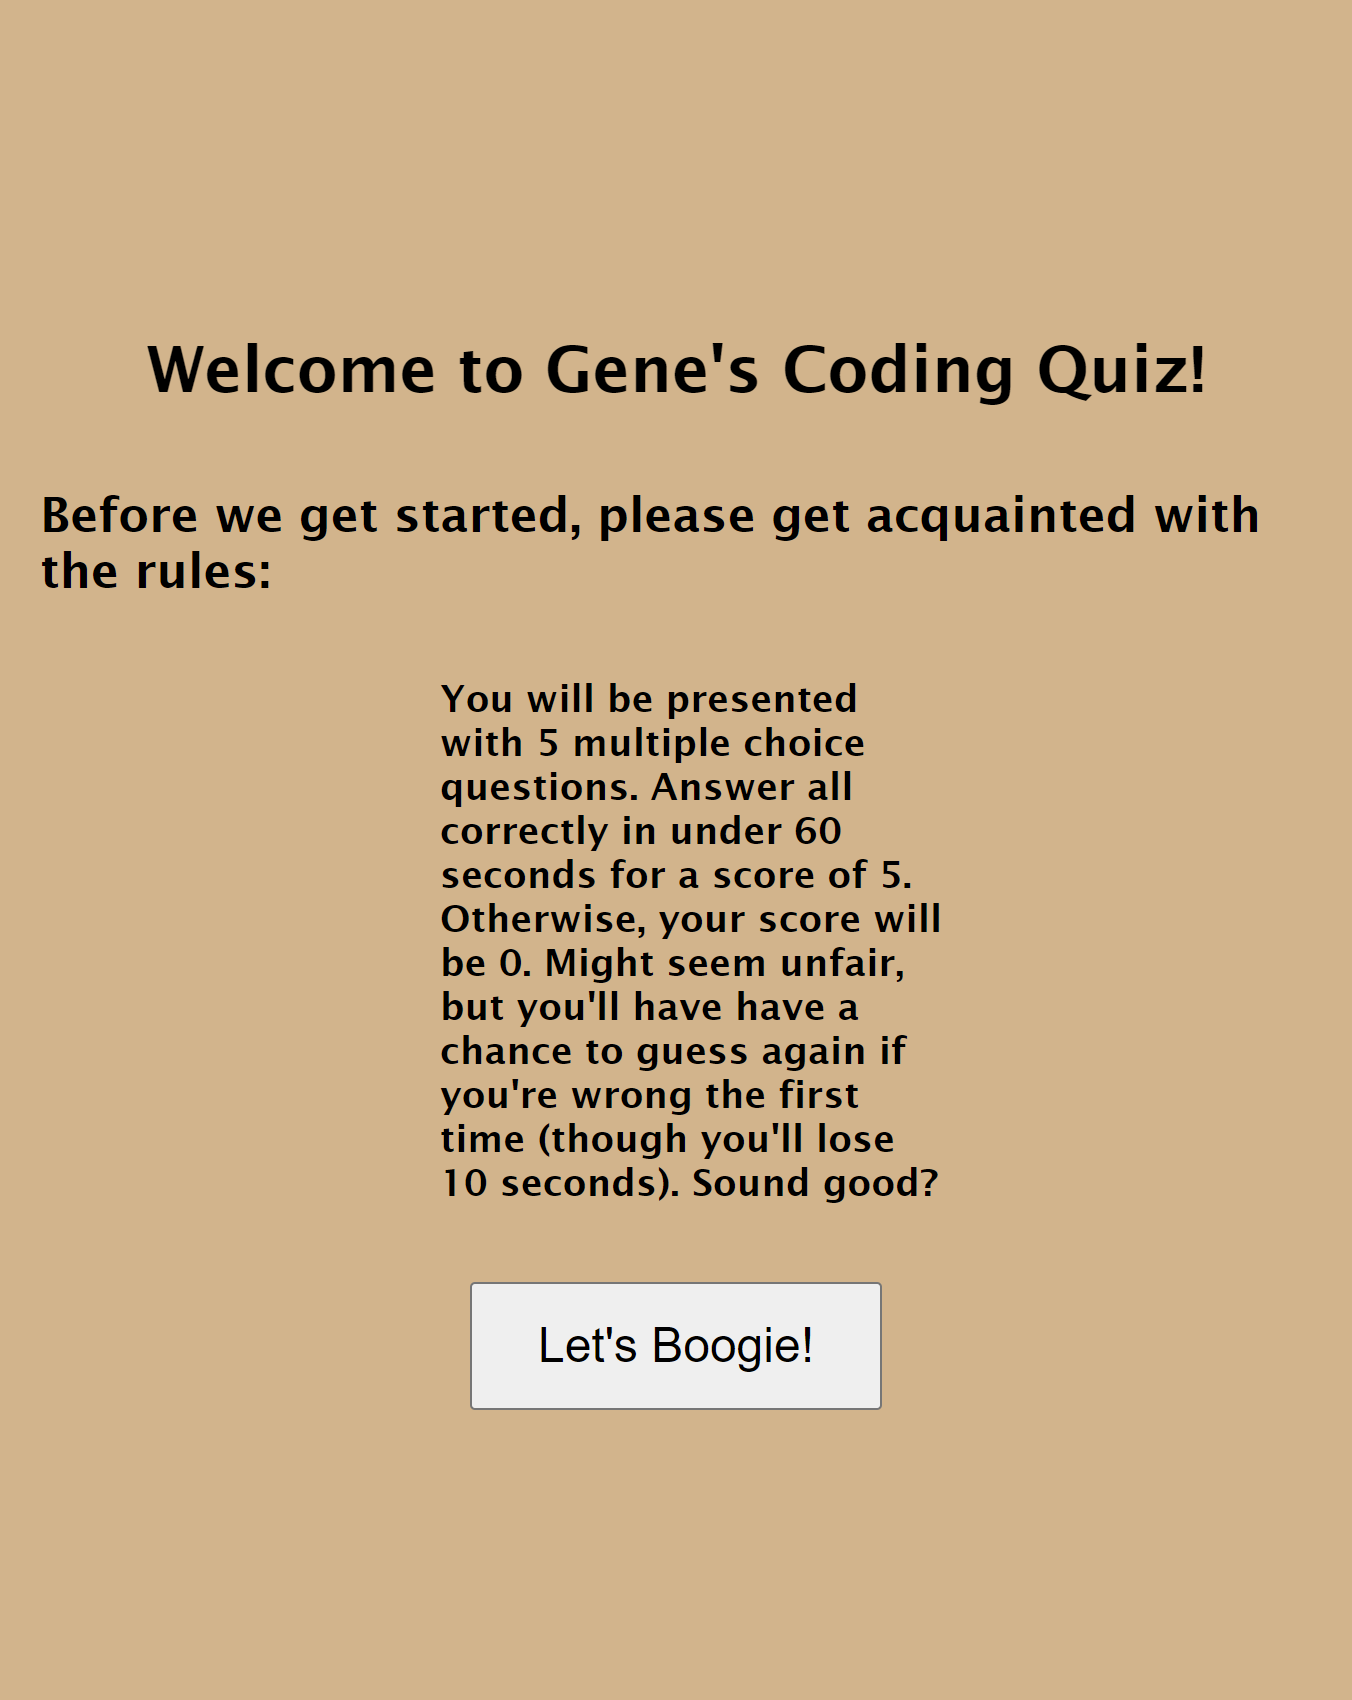 Welcome to Gene's Coding Quiz!
Before we get started, please get acquainted with
the rules:
You will be presented
with 5 multiple choice
questions. Answer all
correctly in under 60
seconds for a score of 5.
Otherwise, your score will
be 0. Might seem unfair,
but you'll have have a
chance to guess again if
you're wrong the first
time (though you'll lose
10 seconds). Sound good?
Let's Boogie!